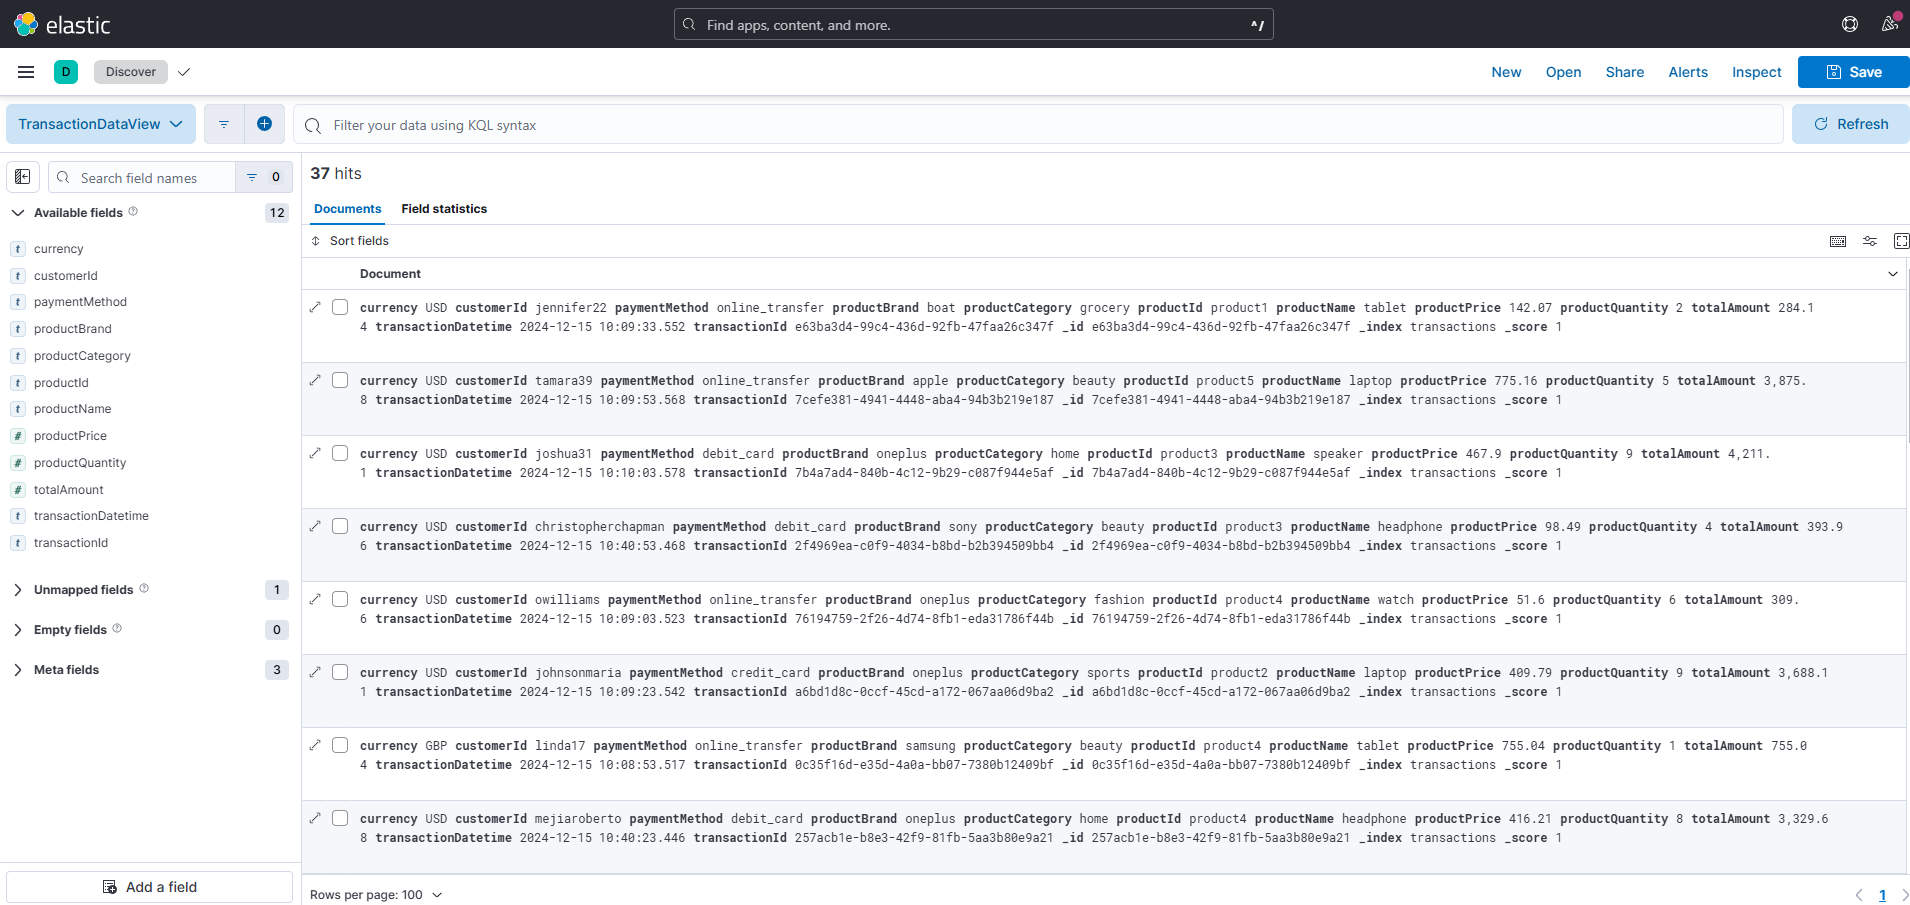 elastic
Find apps, content, and more.
^/
D
Discover
New
Open
Share
Alerts
Inspect
Save
TransactionDataView
Filter your data using KQL syntax
Refresh
Search field names
0
37 hits
Available fields
12
Documents
Field statistics
t currency
t customerId
t paymentMethod
t productBrand
t productCategory
t productId
t productName
# productPrice
# productQuantity
# totalAmount
t transactionDatetime
t transactionId
Unmapped fields
1
Empty fields
0
Meta fields
3
Add a field
Sort fields
Document
currency USD customerId jennifer22 paymentMethod online_transfer productBrand boat productCategory grocery productId product1 productName tablet productPrice 142.07 productQuantity 2 totalAmount 284.1
4 transactionDatetime 2024-12-15 10:09:33.552 transactionId e63ba3d4-99c4-436d-92fb-47faa26c347f _id e63ba3d4-99c4-436d-92fb-47faa26c347f _index transactions _score 1
currency USD customerId tamara39 paymentMethod online_transfer productBrand apple productCategory beauty productId product5 productName laptop productPrice 775.16 productQuantity 5 totalAmount 3,875.
8 transactionDatetime 2024-12-15 10:09:53.568 transactionId 7cefe381-4941-4448-aba4-94b3b219e187 _id 7cefe381-4941-4448-aba4-94b3b219e187 _index transactions _score 1
currency USD customerId joshua31 paymentMethod debit_card productBrand oneplus productCategory home productId product3 productName speaker productPrice 467.9 productQuantity 9 totalAmount 4,211.
1 transactionDatetime 2024-12-15 10:10:03.578 transactionId 7b4a7ad4-840b-4c12-9b29-c087f944e5af _id 7b4a7ad4-840b-4c12-9b29-c087f944e5af _index transactions _score 1
currency USD customerId christopherchapman paymentMethod debit_card productBrand sony productCategory beauty productId product3 productName headphone productPrice 98.49 productQuantity 4 totalAmount 393.9
6 transactionDatetime 2024-12-15 10:40:53.468 transactionId 2f4969ea-c0f9-4034-b8bd-b2b394509bb4 _id 2f4969ea-c0f9-4034-b8bd-b2b394509bb4 _index transactions _score 1
currency USD customerId owilliams paymentMethod online_transfer productBrand oneplus productCategory fashion productId product4 productName watch productPrice 51.6 productQuantity 6 totalAmount 309.
6 transactionDatetime 2024-12-15 10:09:03.523 transactionId 76194759-2f26-4d74-8fb1-eda31786f44b _id 76194759-2f26-4d74-8fb1-eda31786f44b _index transactions _score 1
currency USD customerId johnsonmaria paymentMethod credit_card productBrand oneplus productCategory sports productId product2 productName laptop productPrice 409.79 productQuantity 9 totalAmount 3,688.1
1 transactionDatetime 2024-12-15 10:09:23.542 transactionId a6bd1d8c-0ccf-45cd-a172-067aa06d9ba2 _id a6bd1d8c-0ccf-45cd-a172-067aa06d9ba2 _index transactions _score 1
currency GBP customerId linda17 paymentMethod online_transfer productBrand samsung productCategory beauty productId product4 productName tablet productPrice 755.04 productQuantity 1 totalAmount 755.0
4 transactionDatetime 2024-12-15 10:08:53.517 transactionId 0c35f16d-e35d-4a0a-bb07-7380b12409bf _id 0c35f16d-e35d-4a0a-bb07-7380b12409bf _index transactions _score 1
currency USD customerId mejiaroberto paymentMethod debit_card productBrand oneplus productCategory home productId product4 productName headphone productPrice 416.21 productQuantity 8 totalAmount 3,329.6
8 transactionDatetime 2024-12-15 10:40:23.446 transactionId 257acb1e-b8e3-42f9-81fb-5aa3b80e9a21 _id 257acb1e-b8e3-42f9-81fb-5aa3b80e9a21 _index transactions _score 1
Rows per page: 100
1